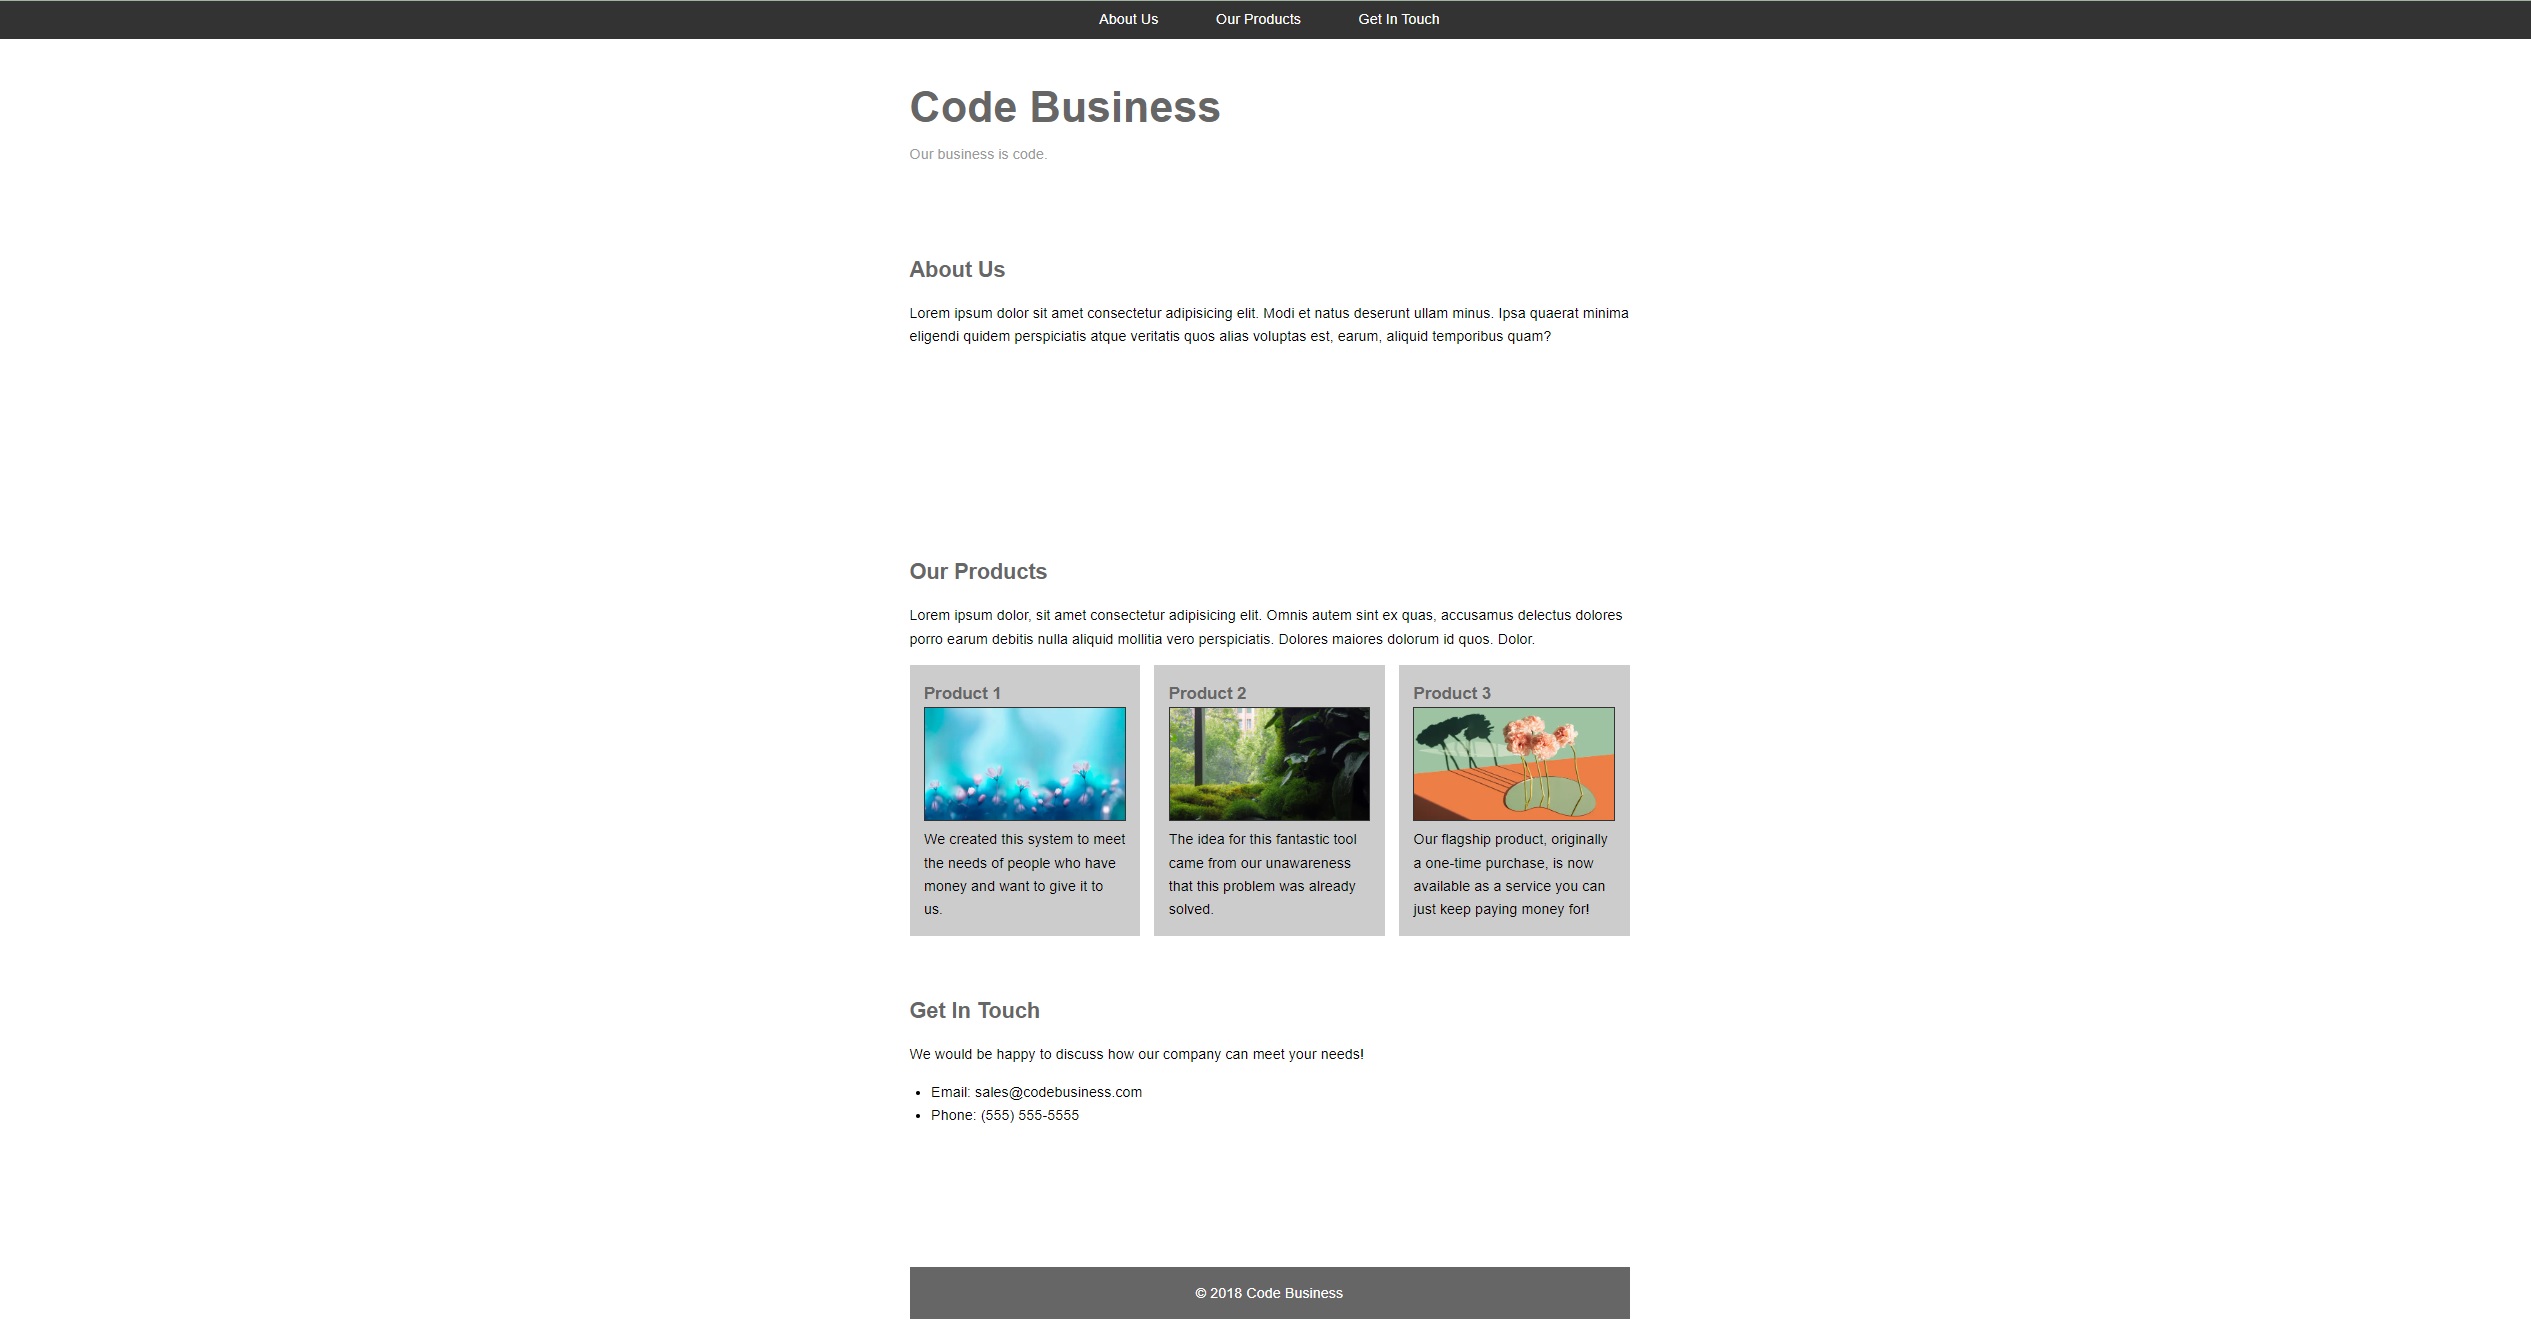 About Us Our Products Get In Touch
Code Business
Our business is code.
About Us
Lorem ipsum dolor sit amet consectetur adipisicing elit. Modi et natus deserunt ullam minus. Ipsa quaerat minima
eligendi quidem perspiciatis atque veritatis quos alias voluptas est, earum, aliquid temporibus quam?
Our Products
Lorem ipsum dolor, sit amet consectetur adipisicing elit. Omnis autem sint ex quas, accusamus delectus dolores
porro earum debitis nulla aliquid mollitia vero perspiciatis. Dolores maiores dolorum id quos. Dolor.
Product 1
We created this system to meet
the needs of people who have
money and want to give it to
us.
Product 2
The idea for this fantastic tool
came from our unawareness
that this problem was already
solved.
Product 3
Our flagship product, originally
a one-time purchase, is now
available as a service you can
just keep paying money for!
Get In Touch
We would be happy to discuss how our company can meet your needs!
• Email: sales@codebusiness.com
• Phone: (555) 555-5555
© 2018 Code Business